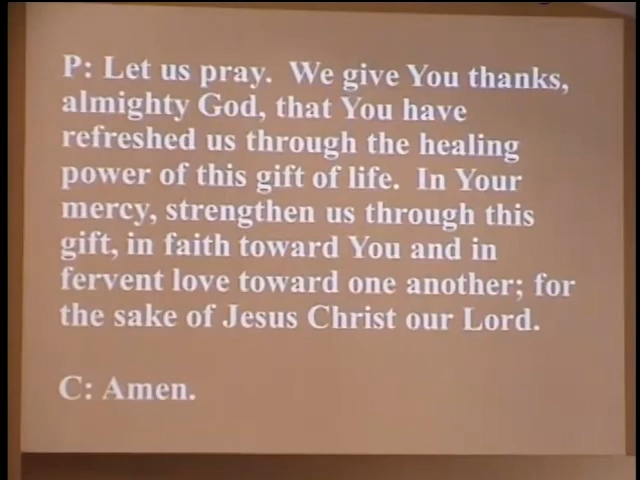 P: Let us pray. We give You thanks,
almighty God, that You have
refreshed us through the healing
power of this gift of life. In Your
mercy, strengthen us through this
gift, in faith toward You and in
fervent love toward one another; for
the sake of Jesus Christ our Lord.
C: Amen.